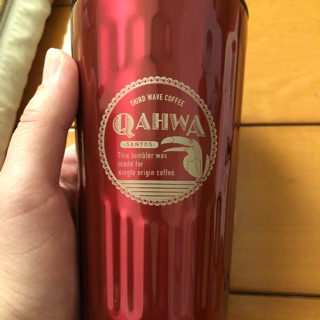 THIRD WAVE COFFEE
QAHWA
SANTOS
This tumbler was
made for
single origin coffee.